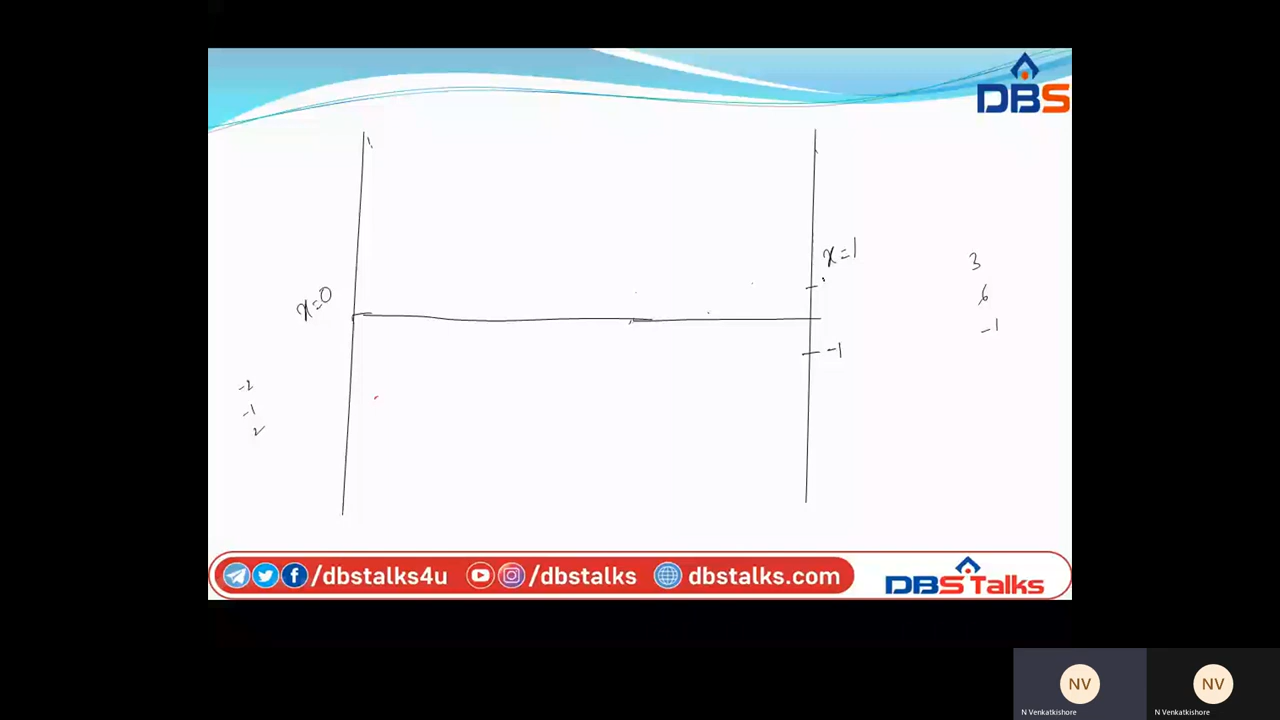 DBS
x=1
3
6
-1
x=0
-1
-2
-1
2
/dbstalks4u
/dbstalks
dbstalks.com
DBS Talks
NV
N Venkatkishore
NV
N Venkatkishore